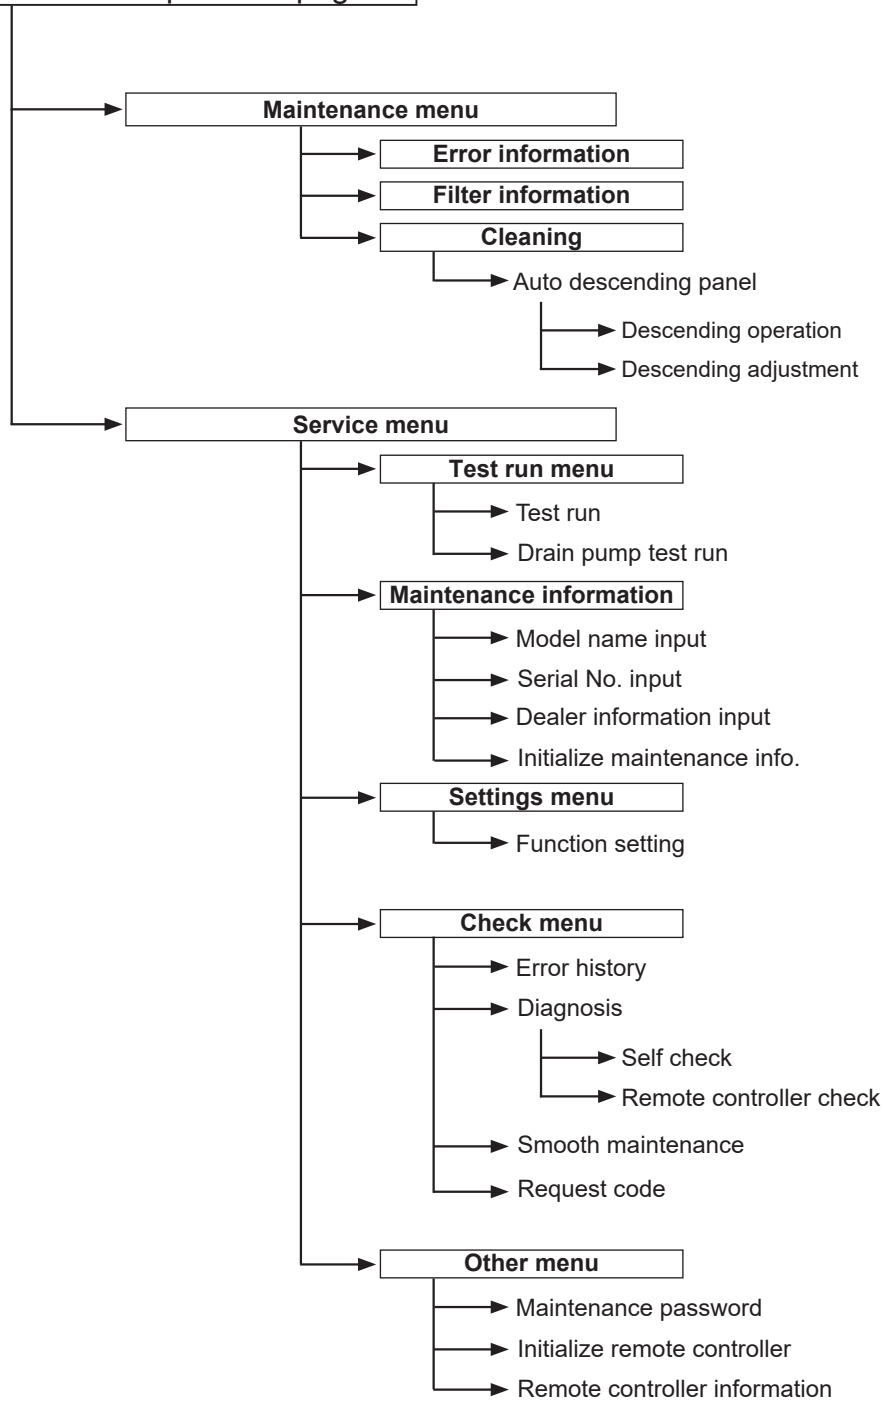 Maintenance menu
Error information
Filter information
Cleaning
Auto descending panel
Descending operation
Descending adjustment
Service menu
Test run menu
Test run
Drain pump test run
Maintenance information
Model name input
Serial No. input
Dealer information input
Initialize maintenance info.
Settings menu
Function setting
Check menu
Error history
Diagnosis
Self check
Remote controller check
Smooth maintenance
Request code
Other menu
Maintenance password
Initialize remote controller
Remote controller information